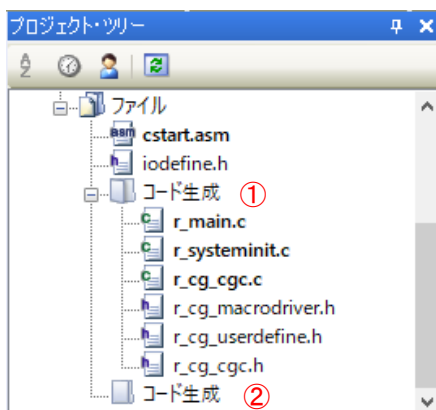 プロジェクト・ツリー
ファイル
asm cstart.asm
h iodefine.h
コード生成 ①
c r_main.c
c r_systeminit.c
c r_cg_cgc.c
h r_cg_macrodriver.h
h r_cg_userdefine.h
h r_cg_cgc.h
コード生成 ②